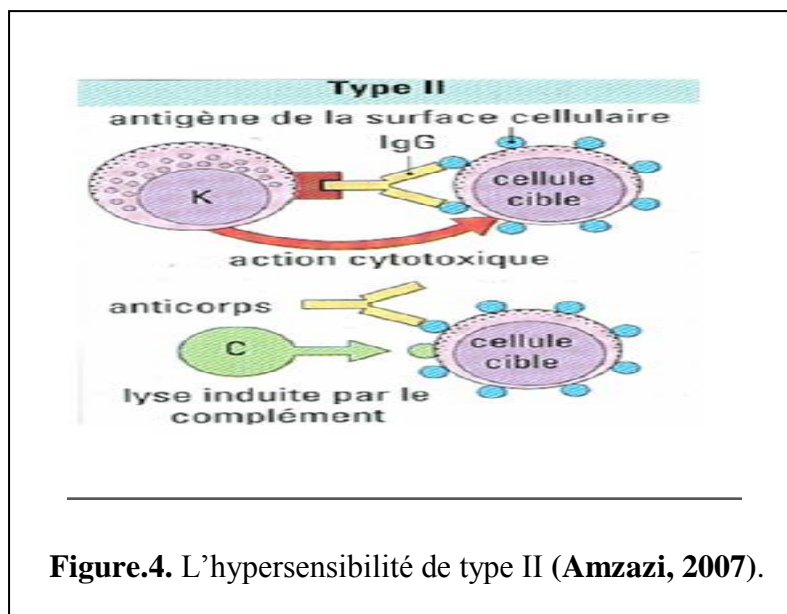 Type II
antigène de la surface cellulaire
IgG
K
cellule
cible
action cytotoxique
anticorps
C
cellule
cible
lyse induite par le
complément
Figure.4. L’hypersensibilité de type II (Amzazi, 2007).